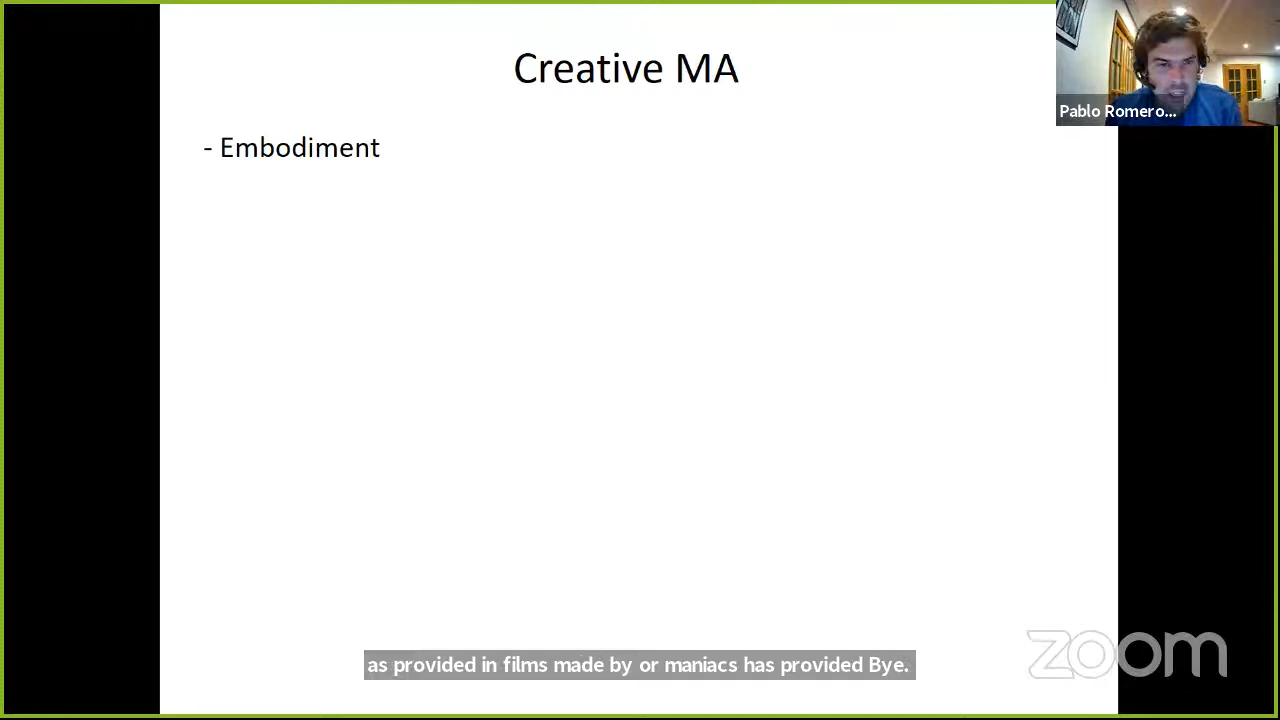 Creative MA
Pablo Romero...
- Embodiment
as provided in films made by or maniacs has provided Bye.
zoom